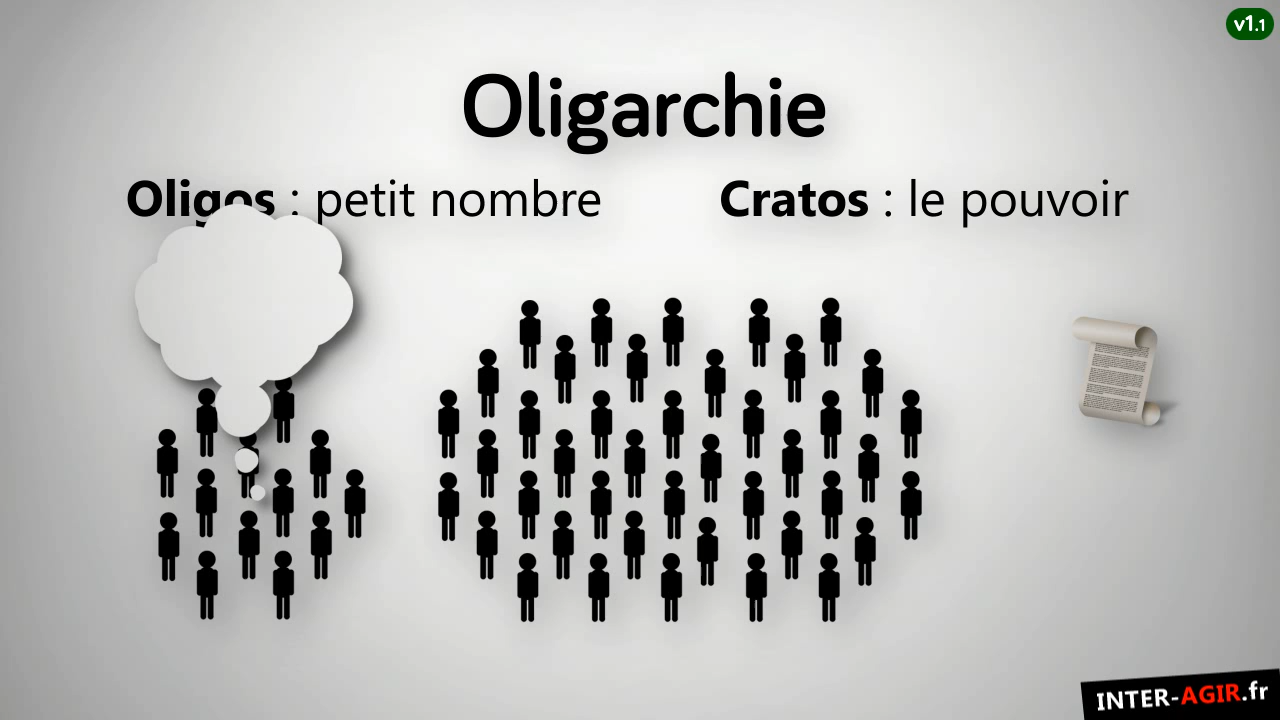 v1.1
Oligarchie
Oligos : petit nombre
Cratos : le pouvoir
INTER-AGIR.fr